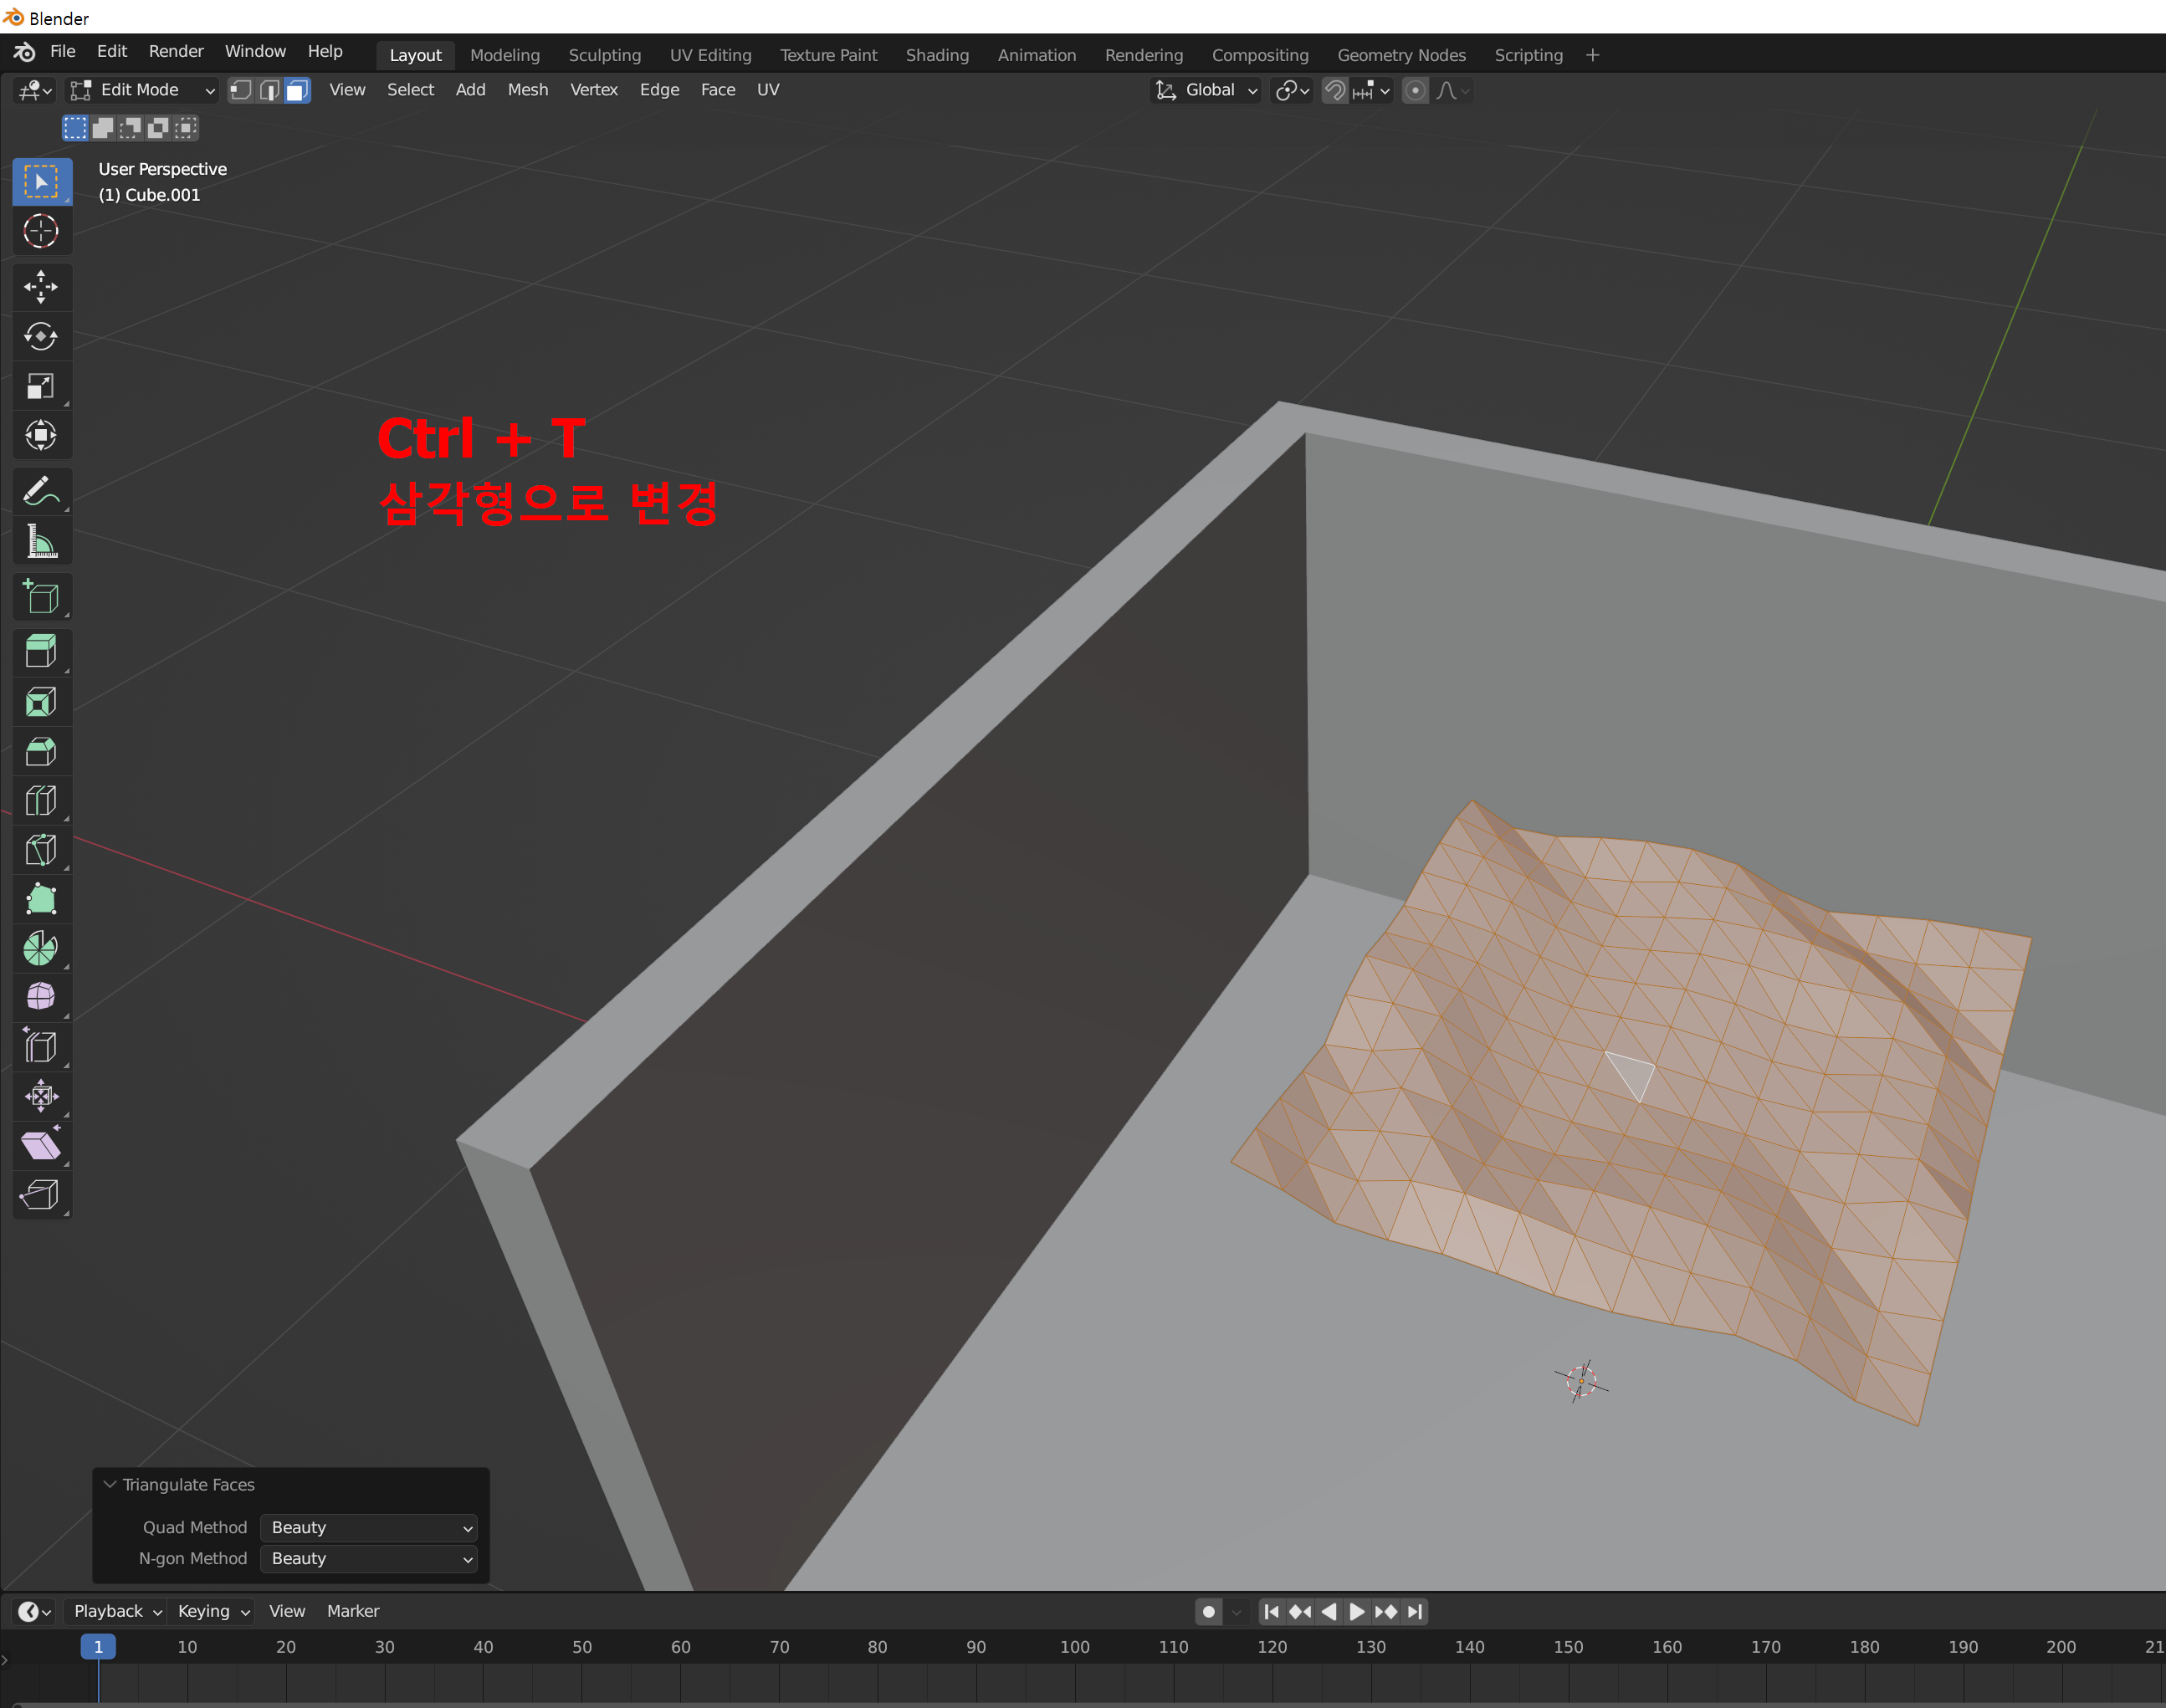 Blender
File Edit Render Window Help Layout Modeling Sculpting UV Editing Texture Paint Shading Animation Rendering Compositing Geometry Nodes Scripting +
Edit Mode View Select Add Mesh Vertex Edge Face UV Global
User Perspective
(1) Cube.001
Ctrl + T
삼각형으로 변경
Triangulate Faces
Quad Method Beauty
N-gon Method Beauty
Playback Keying View Marker
1 10 20 30 40 50 60 70 80 90 100 110 120 130 140 150 160 170 180 190 200